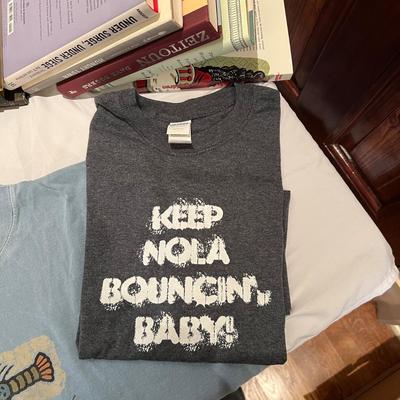 UNDER SURGE, UNDER SIEGE
ZEITOUN
KEEP
NOLA
BOUNCIN',
BABY!